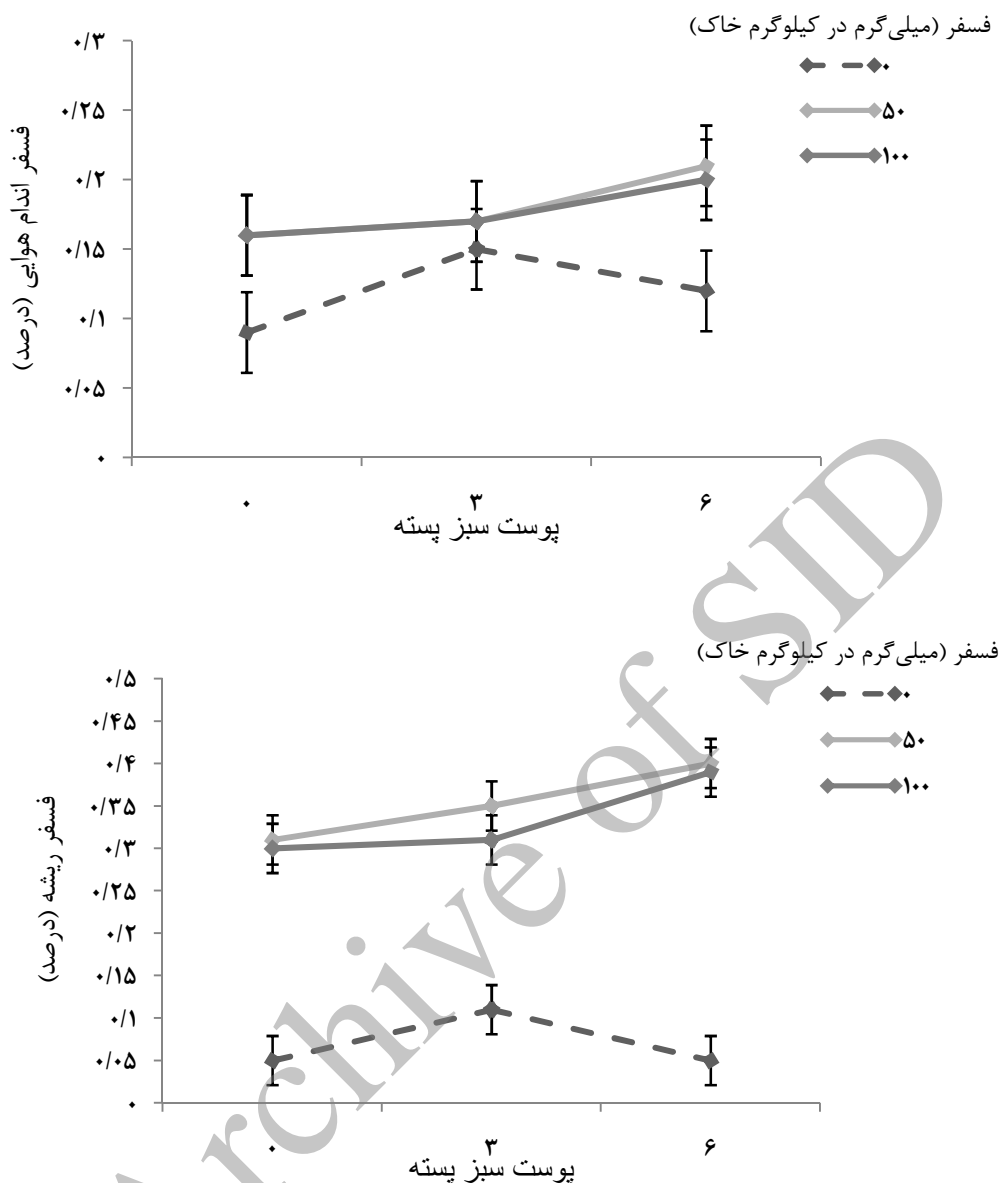 فسفر (میلی‌گرم در کیلوگرم خاک)
۰
۵۰
۱۰۰
فسفر اندام هوایی (درصد)
۰/۳
۰/۲۵
۰/۲
۰/۱۵
۰/۱
۰/۰۵
۰
۰ ۳ ۶
پوست سبز پسته
فسفر (میلی‌گرم در کیلوگرم خاک)
۰
۵۰
۱۰۰
فسفر ریشه (درصد)
۰/۵
۰/۴۵
۰/۴
۰/۳۵
۰/۳
۰/۲۵
۰/۲
۰/۱۵
۰/۱
۰/۰۵
۰
۰ ۳ ۶
پوست سبز پسته
Archive of SID